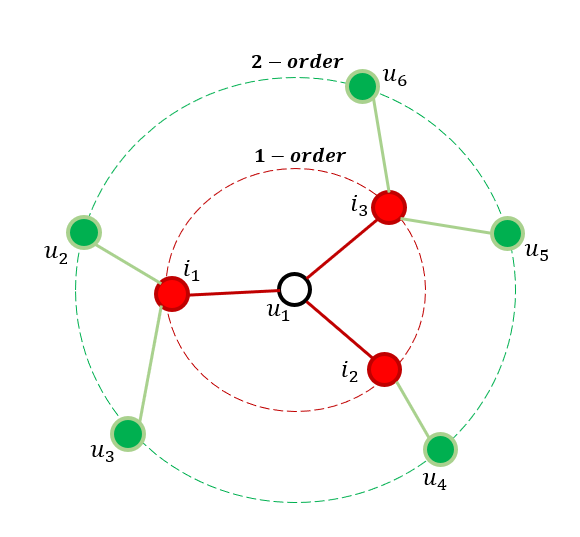 2 − order
u₆
1 − order
i₃
u₂
u₅
i₁
u₁
i₂
u₃
u₄